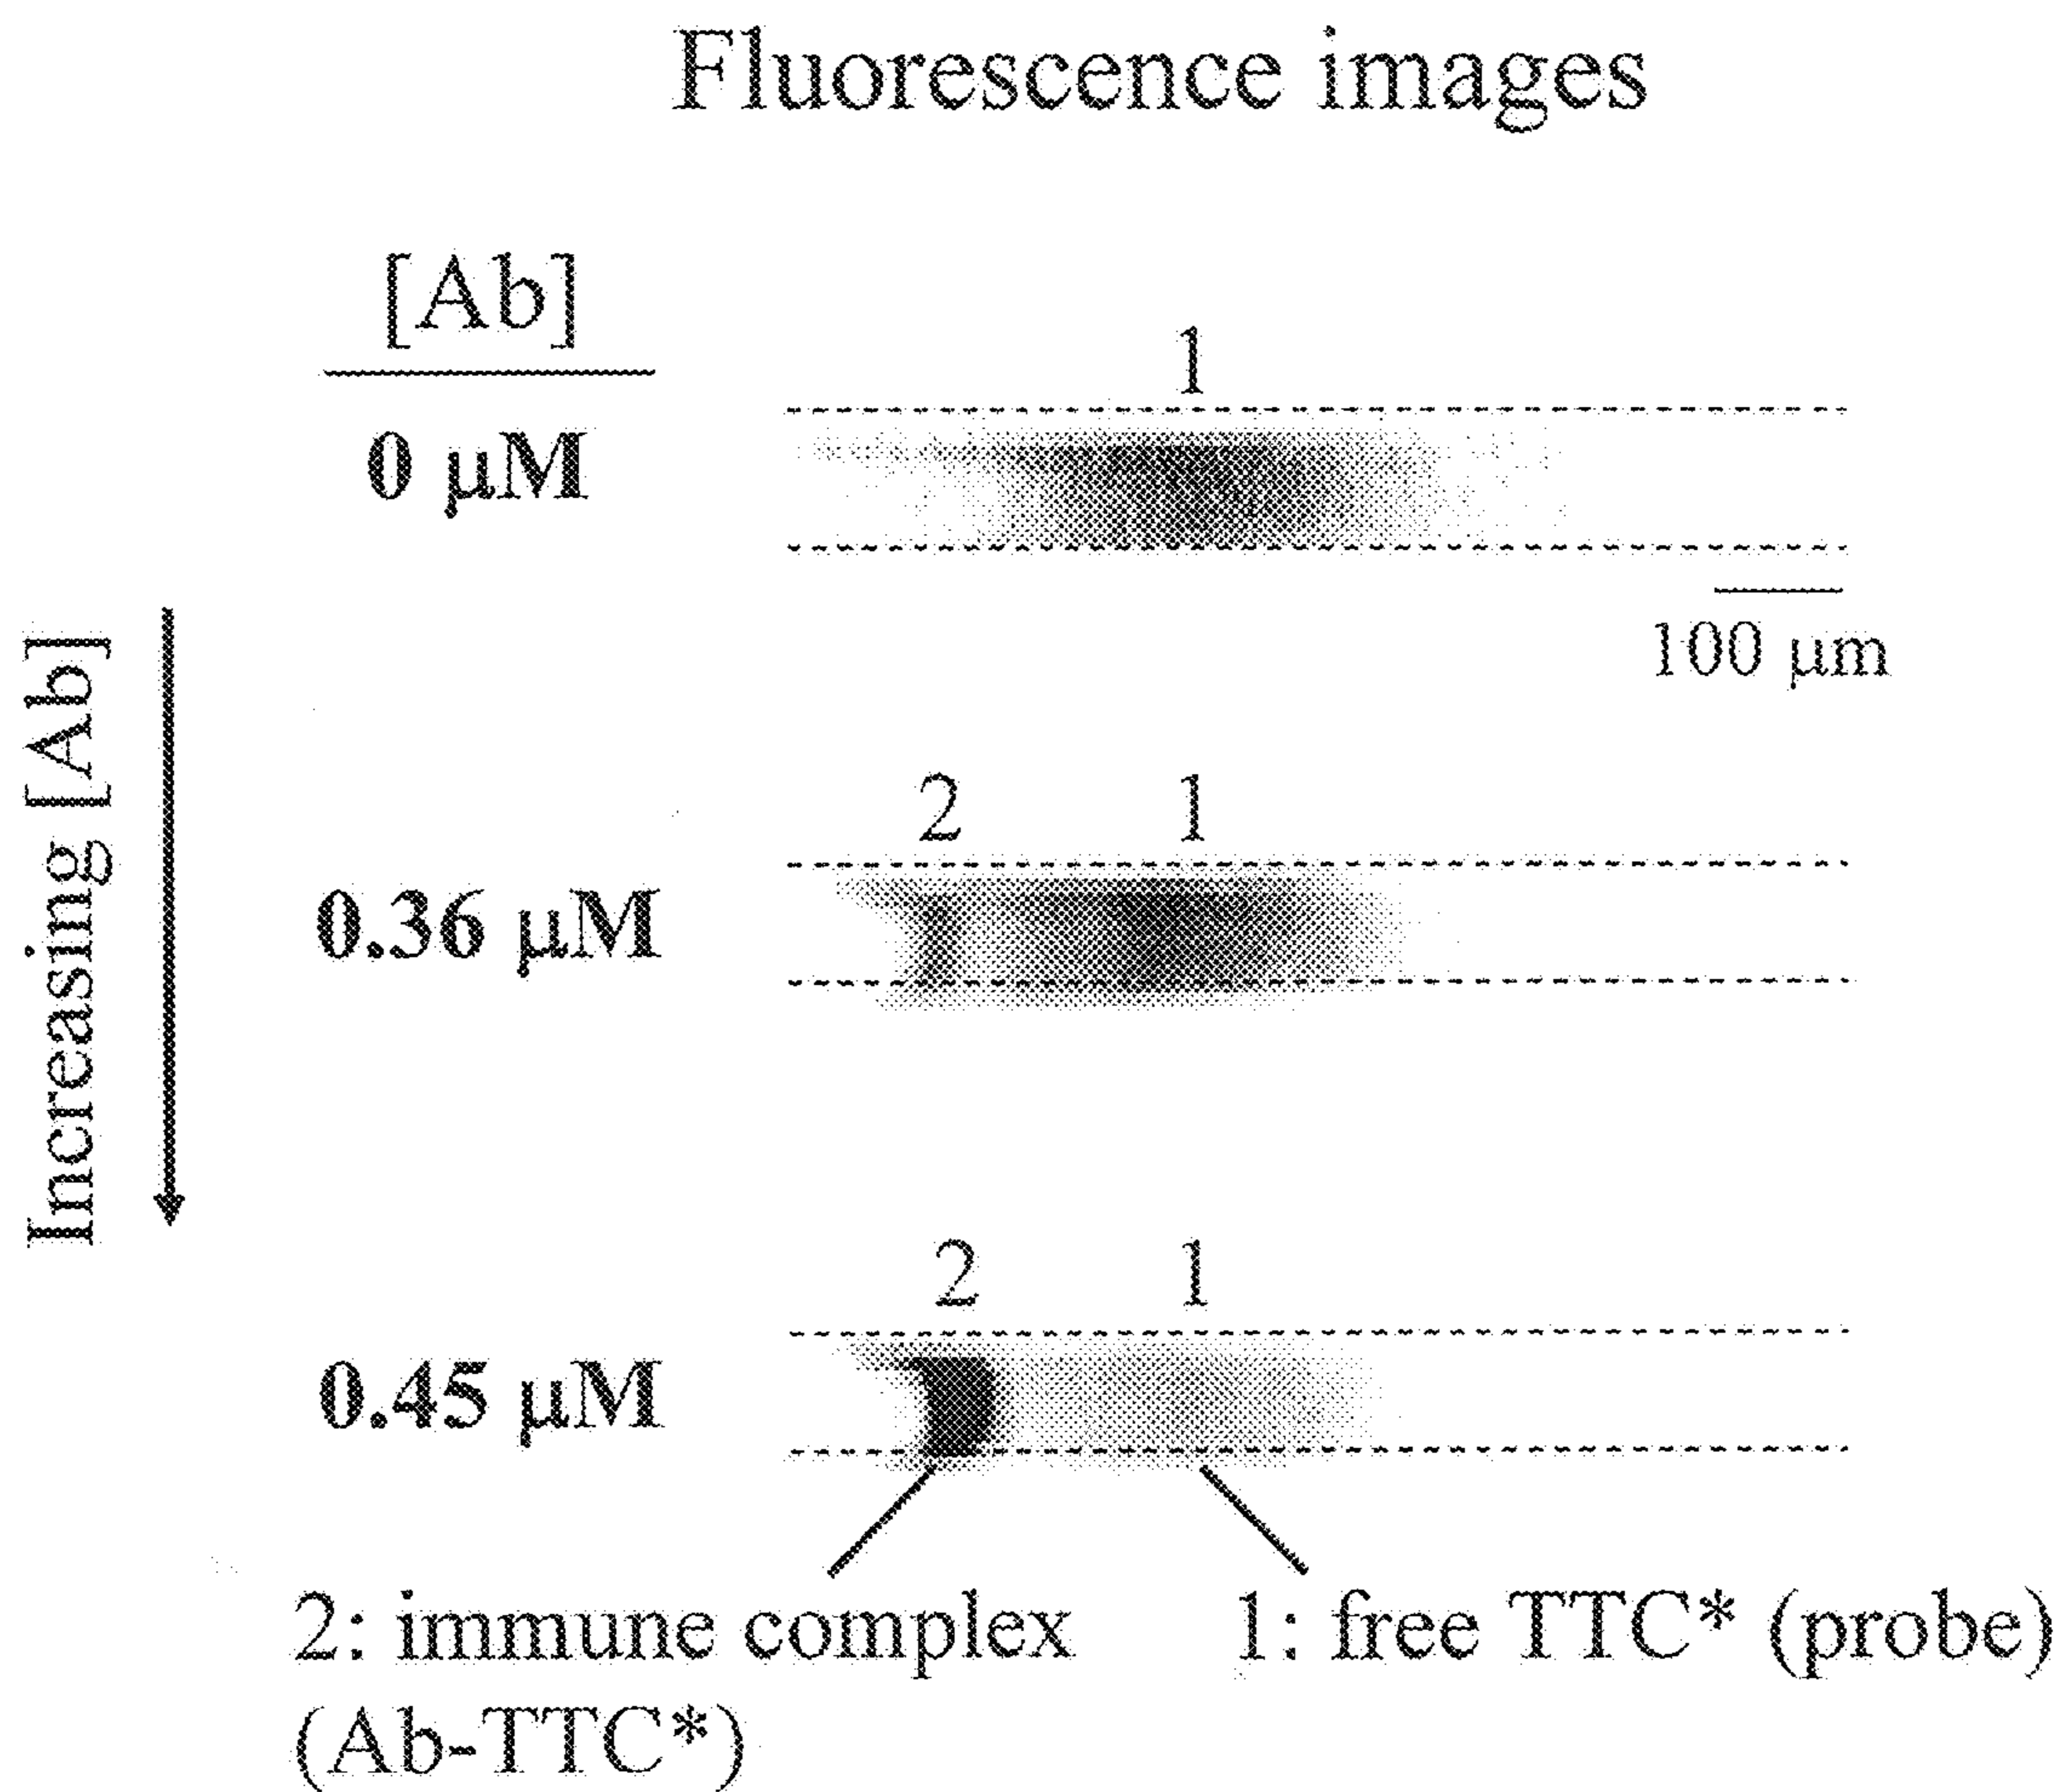 Fluorescence images
[Ab]
1
0 μM
100 μm
Increasing [Ab]
2 1
0.36 μM
2 1
0.45 μM
2: immune complex
(Ab-TTC*)
1: free TTC* (probe)